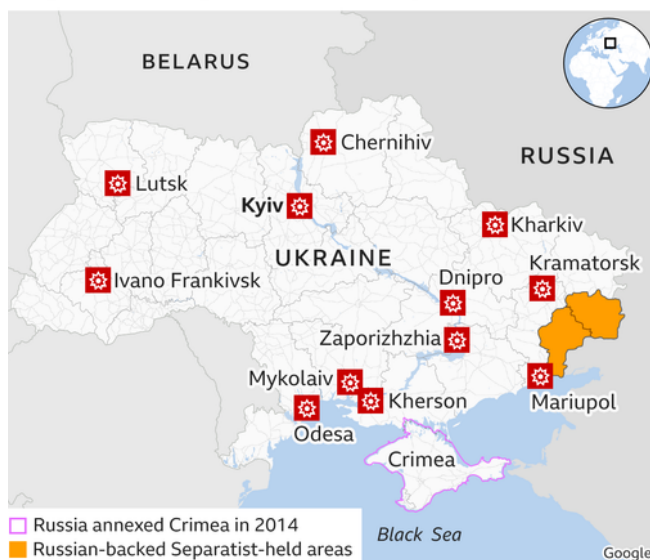 BELARUS
Chernihiv
RUSSIA
Lutsk
Kyiv
Kharkiv
UKRAINE
Kramatorsk
Ivano Frankivsk
Dnipro
Zaporizhzhia
Mykolaiv
Kherson
Mariupol
Odesa
Crimea
Russia annexed Crimea in 2014
Black Sea
Russian-backed Separatist-held areas
Google